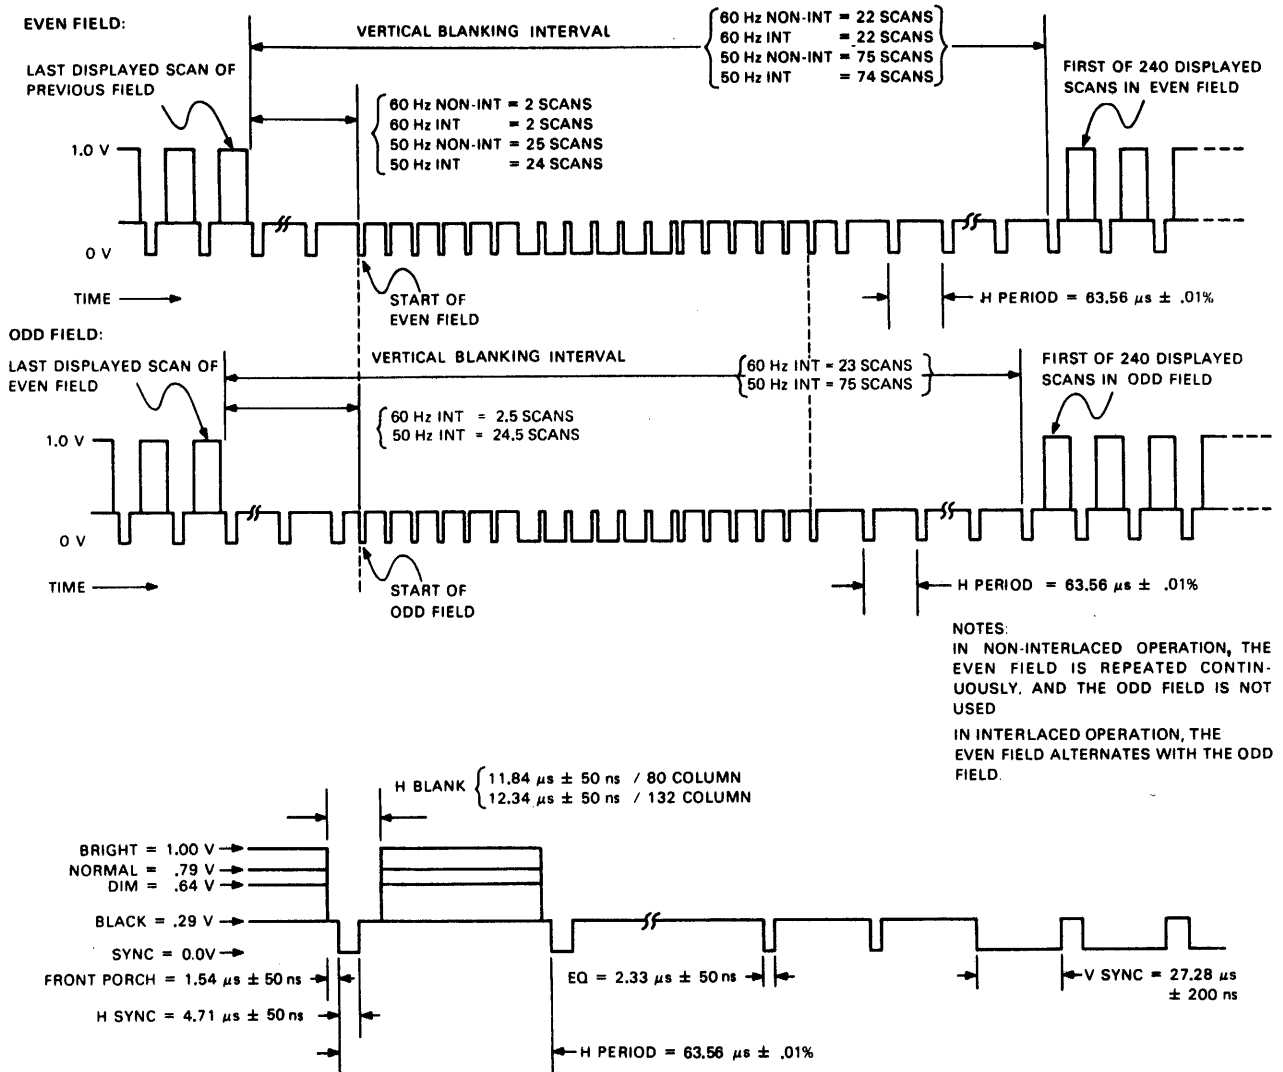 EVEN FIELD:
VERTICAL BLANKING INTERVAL
60 Hz NON-INT = 22 SCANS
60 Hz INT = 22 SCANS
50 Hz NON-INT = 75 SCANS
50 Hz INT = 74 SCANS
LAST DISPLAYED SCAN OF
PREVIOUS FIELD
60 Hz NON-INT = 2 SCANS
60 Hz INT = 2 SCANS
50 Hz NON-INT = 25 SCANS
50 Hz INT = 24 SCANS
FIRST OF 240 DISPLAYED
SCANS IN EVEN FIELD
1.0 V
0 V
TIME
START OF
EVEN FIELD
H PERIOD = 63.56 µs ± .01%
ODD FIELD:
LAST DISPLAYED SCAN OF
EVEN FIELD
VERTICAL BLANKING INTERVAL
60 Hz INT = 23 SCANS
50 Hz INT = 75 SCANS
FIRST OF 240 DISPLAYED
SCANS IN ODD FIELD
60 Hz INT = 2.5 SCANS
50 Hz INT = 24.5 SCANS
1.0 V
0 V
TIME
START OF
ODD FIELD
H PERIOD = 63.56 µs ± .01%
NOTES:
IN NON-INTERLACED OPERATION, THE
EVEN FIELD IS REPEATED CONTIN-
UOUSLY, AND THE ODD FIELD IS NOT
USED
IN INTERLACED OPERATION, THE
EVEN FIELD ALTERNATES WITH THE ODD
FIELD.
H BLANK
11.84 µs ± 50 ns / 80 COLUMN
12.34 µs ± 50 ns / 132 COLUMN
BRIGHT = 1.00 V
NORMAL = .79 V
DIM = .64 V
BLACK = .29 V
SYNC = 0.0V
FRONT PORCH = 1.54 µs ± 50 ns
H SYNC = 4.71 µs ± 50 ns
EQ = 2.33 µs ± 50 ns
V SYNC = 27.28 µs
± 200 ns
H PERIOD = 63.56 µs ± .01%